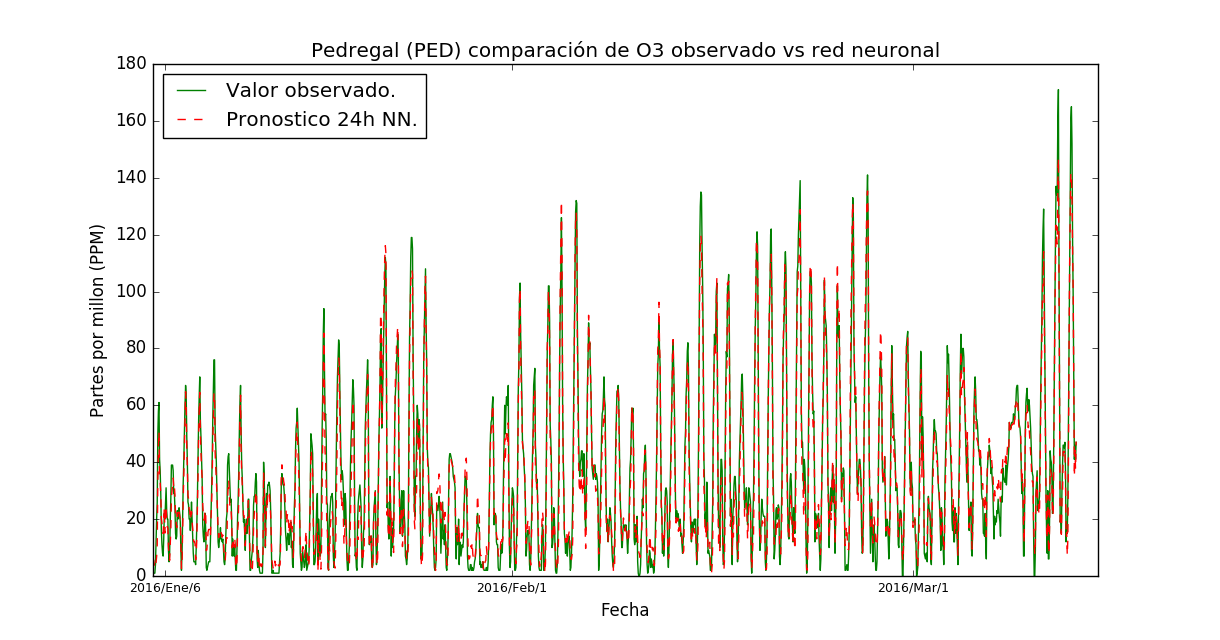 Pedregal (PED) comparación de O3 observado vs red neuronal
Valor observado.
Pronostico 24h NN.
Partes por millon (PPM)
180
160
140
120
100
80
60
40
20
0
2016/Ene/6
2016/Feb/1
2016/Mar/1
Fecha